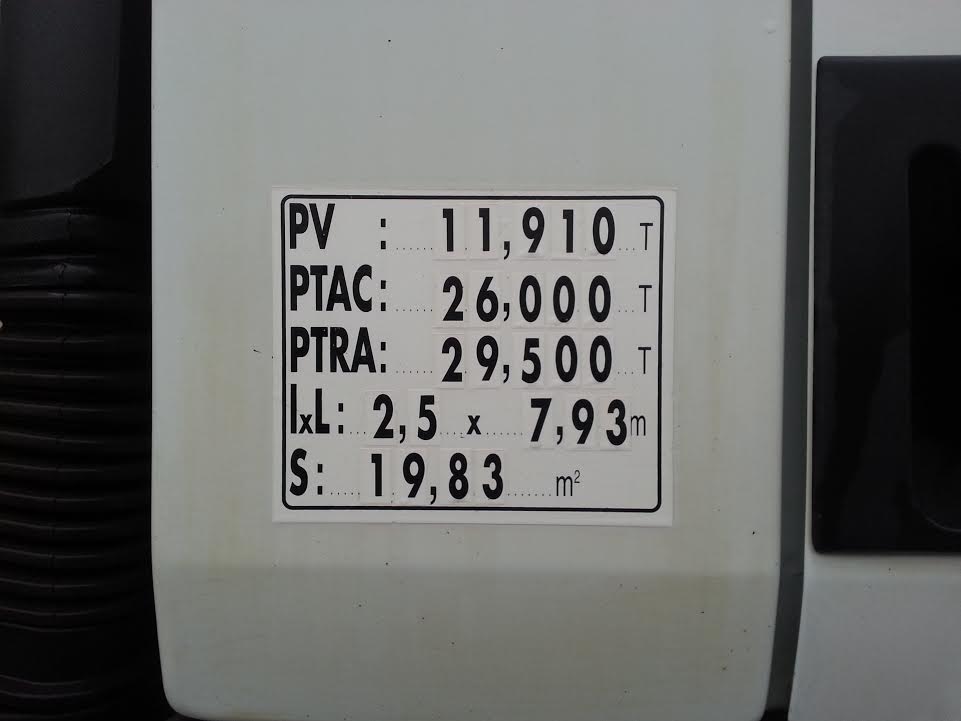 PV : 11,910 T
PTAC: 26,000 T
PTRA: 29,500 T
lxL: 2,5 x 7,93 m
S: 19,83 m²